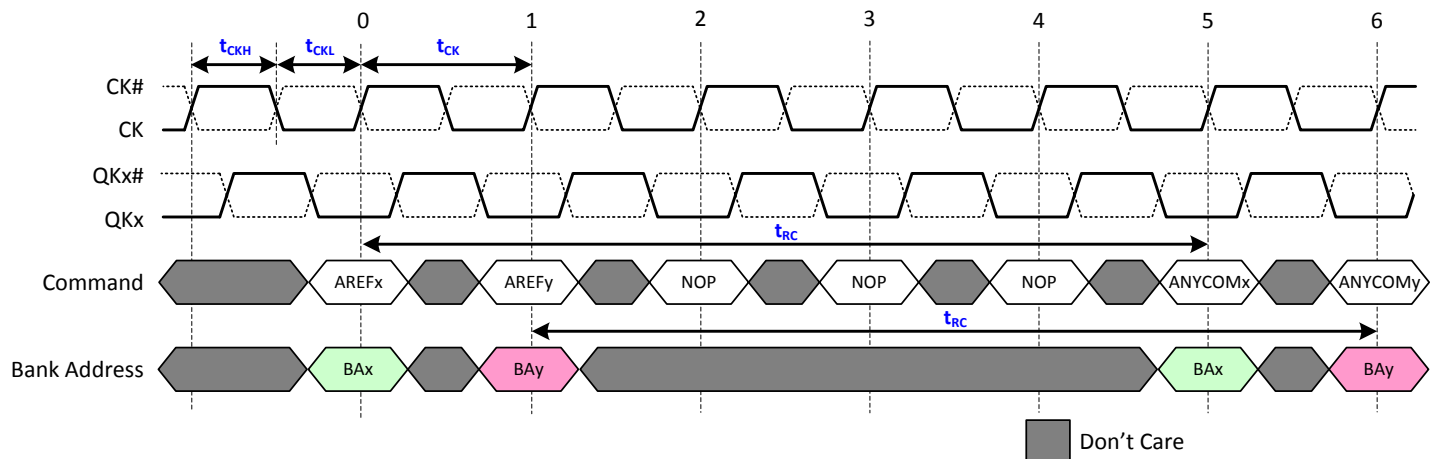 0 1 2 3 4 5 6
tCKH tCKL tCK
CK#
CK
QKx#
QKx
tRC
Command AREFx AREFy NOP NOP NOP ANYCOMx ANYCOMy
tRC
Bank Address BAx BAy BAx BAy
Don't Care